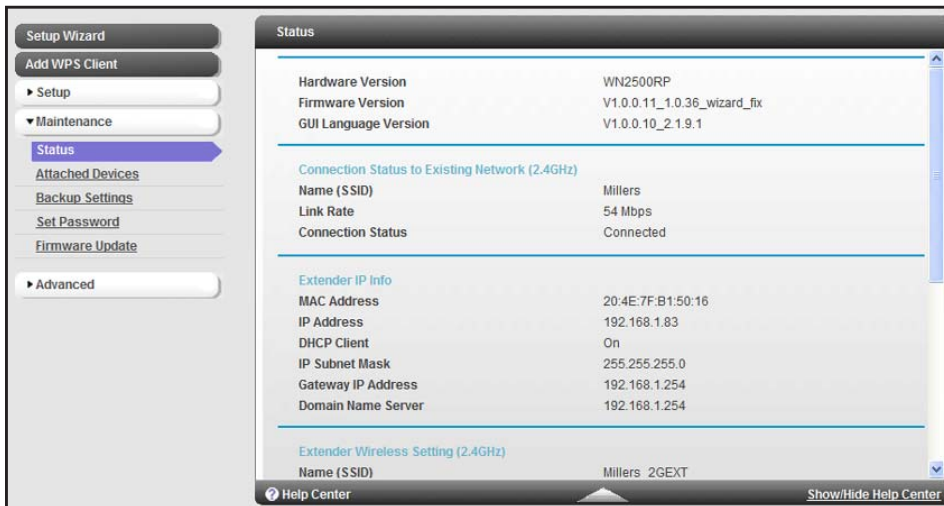 Setup Wizard
Add WPS Client
Setup
Maintenance
Status
Attached Devices
Backup Settings
Set Password
Firmware Update
Advanced
Status
Hardware Version WN2500RP
Firmware Version V1.0.0.11_1.0.36_wizard_fix
GUI Language Version V1.0.0.10_2.1.9.1
Connection Status to Existing Network (2.4GHz)
Name (SSID) Millers
Link Rate 54 Mbps
Connection Status Connected
Extender IP Info
MAC Address 20:4E:7F:B1:50:16
IP Address 192.168.1.83
DHCP Client On
IP Subnet Mask 255.255.255.0
Gateway IP Address 192.168.1.254
Domain Name Server 192.168.1.254
Extender Wireless Setting (2.4GHz)
Name (SSID) Millers_2GEXT
Help Center Show/Hide Help Center